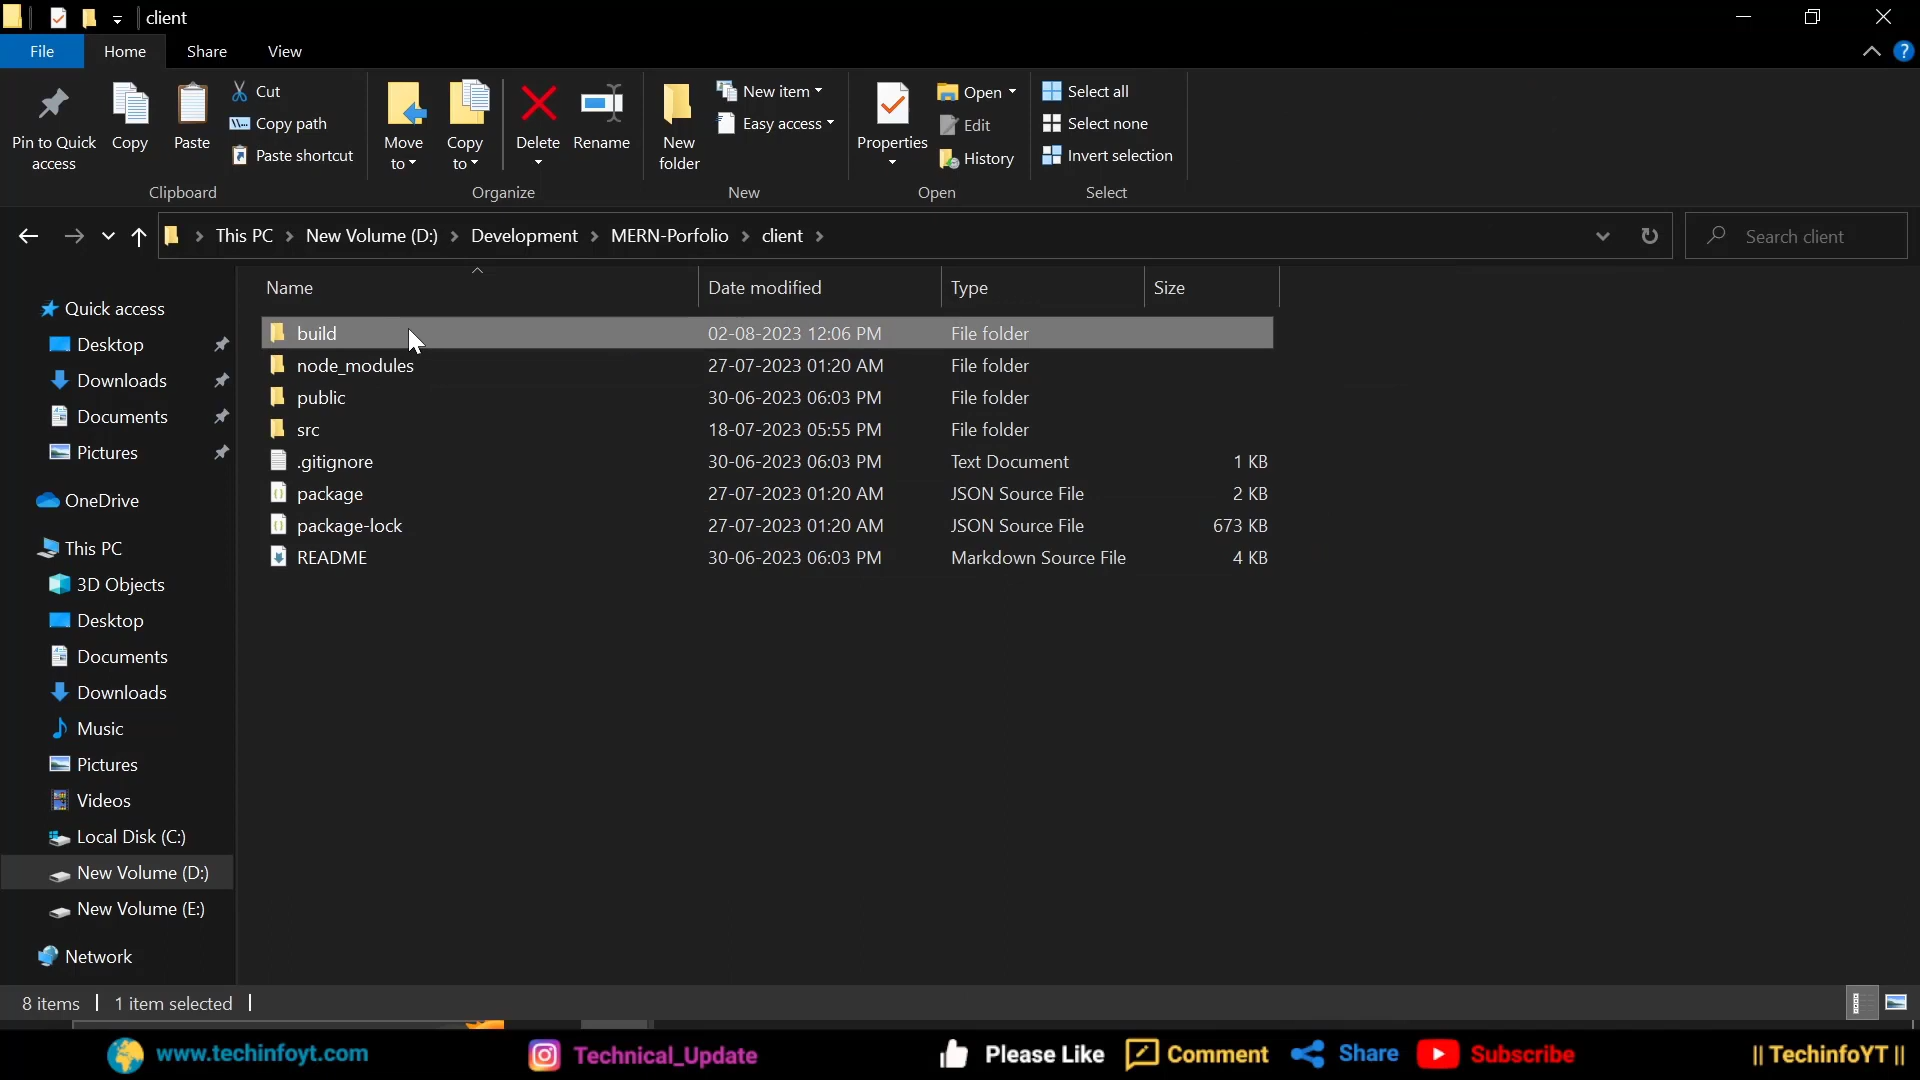 client
File Home Share View
Pin to Quick access
Copy
Paste
Cut
Copy path
Paste shortcut
Clipboard
Move to
Copy to
Delete
Rename
Organize
New folder
New item
Easy access
New
Properties
Open
Edit
History
Open
Select all
Select none
Invert selection
Select
This PC > New Volume (D:) > Development > MERN-Porfolio > client >
Search client
Quick access
Desktop
Downloads
Documents
Pictures
OneDrive
This PC
3D Objects
Desktop
Documents
Downloads
Music
Pictures
Videos
Local Disk (C:)
New Volume (D:)
New Volume (E:)
Network
Name Date modified Type Size
build 02-08-2023 12:06 PM File folder
node_modules 27-07-2023 01:20 AM File folder
public 30-06-2023 06:03 PM File folder
src 18-07-2023 05:55 PM File folder
.gitignore 30-06-2023 06:03 PM Text Document 1 KB
package 27-07-2023 01:20 AM JSON Source File 2 KB
package-lock 27-07-2023 01:20 AM JSON Source File 673 KB
README 30-06-2023 06:03 PM Markdown Source File 4 KB
8 items 1 item selected
www.techinfoyt.com Technical_Update Please Like Comment Share Subscribe || TechinfoYT ||